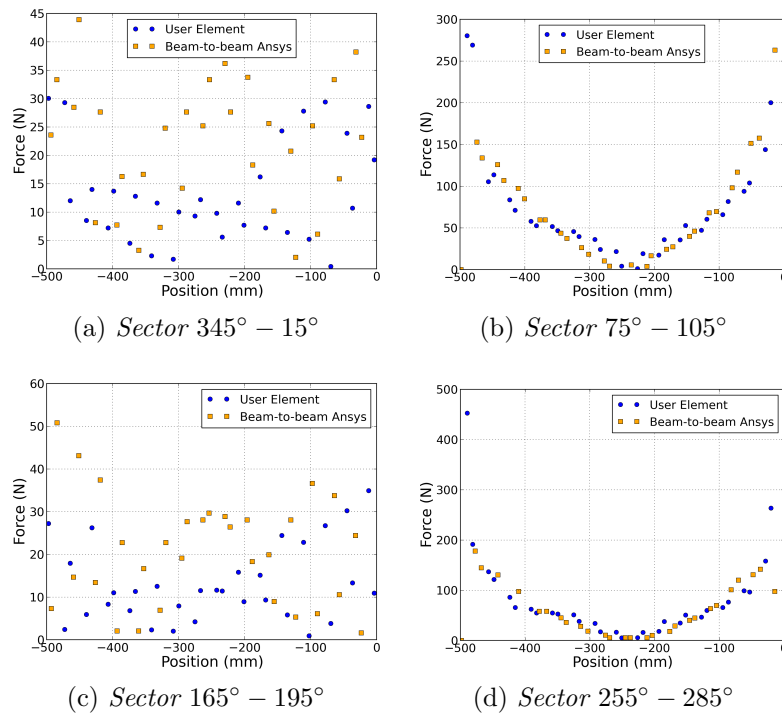 45
40
35
30
25
20
15
10
5
0
Force (N)
User Element
Beam-to-beam Ansys
−500 −400 −300 −200 −100 0
Position (mm)
(a) Sector 345° − 15°
300
250
200
150
100
50
0
Force (N)
User Element
Beam-to-beam Ansys
−500 −400 −300 −200 −100 0
Position (mm)
(b) Sector 75° − 105°
60
50
40
30
20
10
0
Force (N)
User Element
Beam-to-beam Ansys
−500 −400 −300 −200 −100 0
Position (mm)
(c) Sector 165° − 195°
500
400
300
200
100
0
Force (N)
User Element
Beam-to-beam Ansys
−500 −400 −300 −200 −100 0
Position (mm)
(d) Sector 255° − 285°